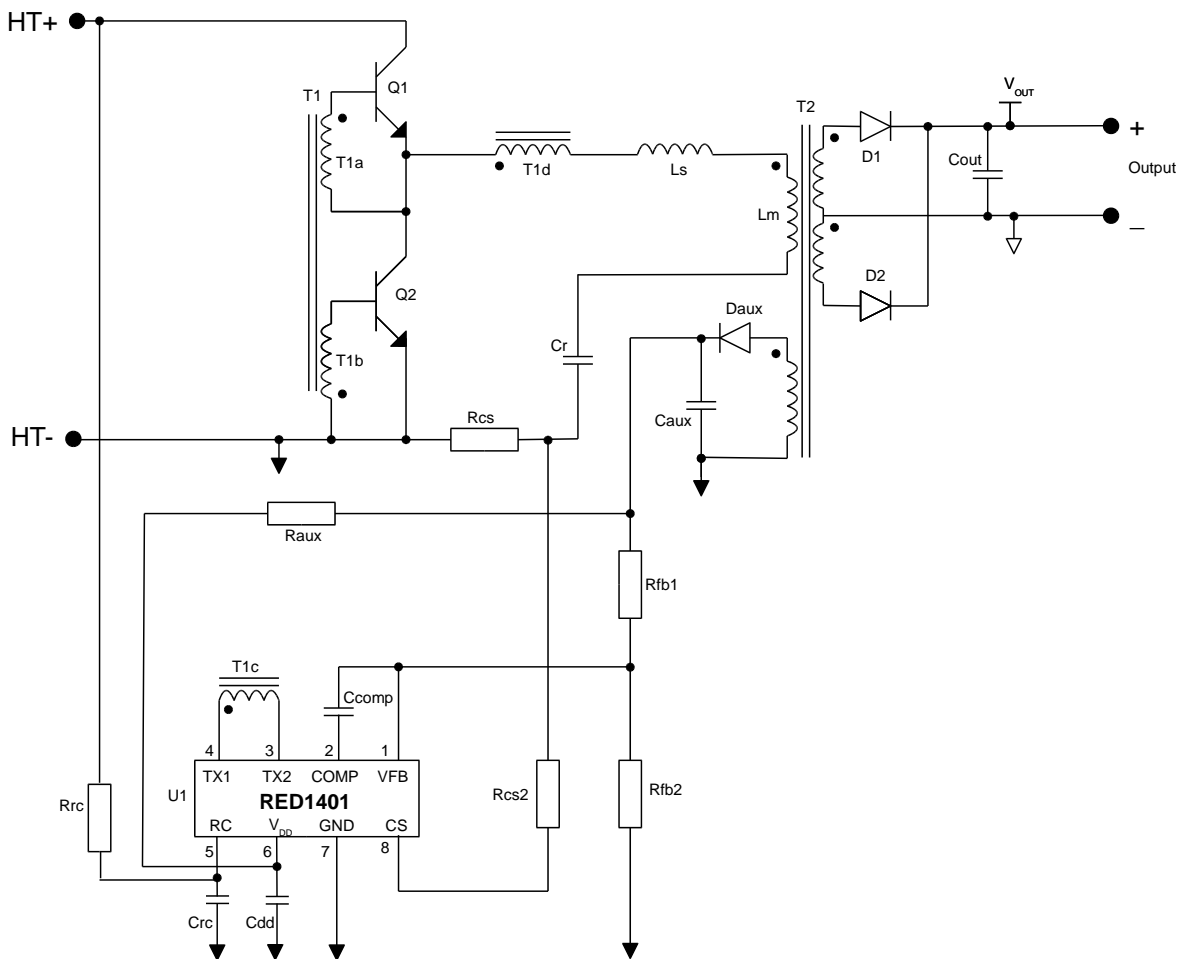 HT+
Q1
T1
T1a
T1d
Ls
T2
Lm
V OUT
D1
Cout
+
Output
–
D2
Q2
T1b
Cr
Daux
Caux
Rcs
HT-
Raux
Rfb1
T1c
Ccomp
4 3 2 1
TX1 TX2 COMP VFB
U1
RED1401
RC V DD GND CS
5 6 7 8
Rrc
Rcs2
Rfb2
Crc
Cdd